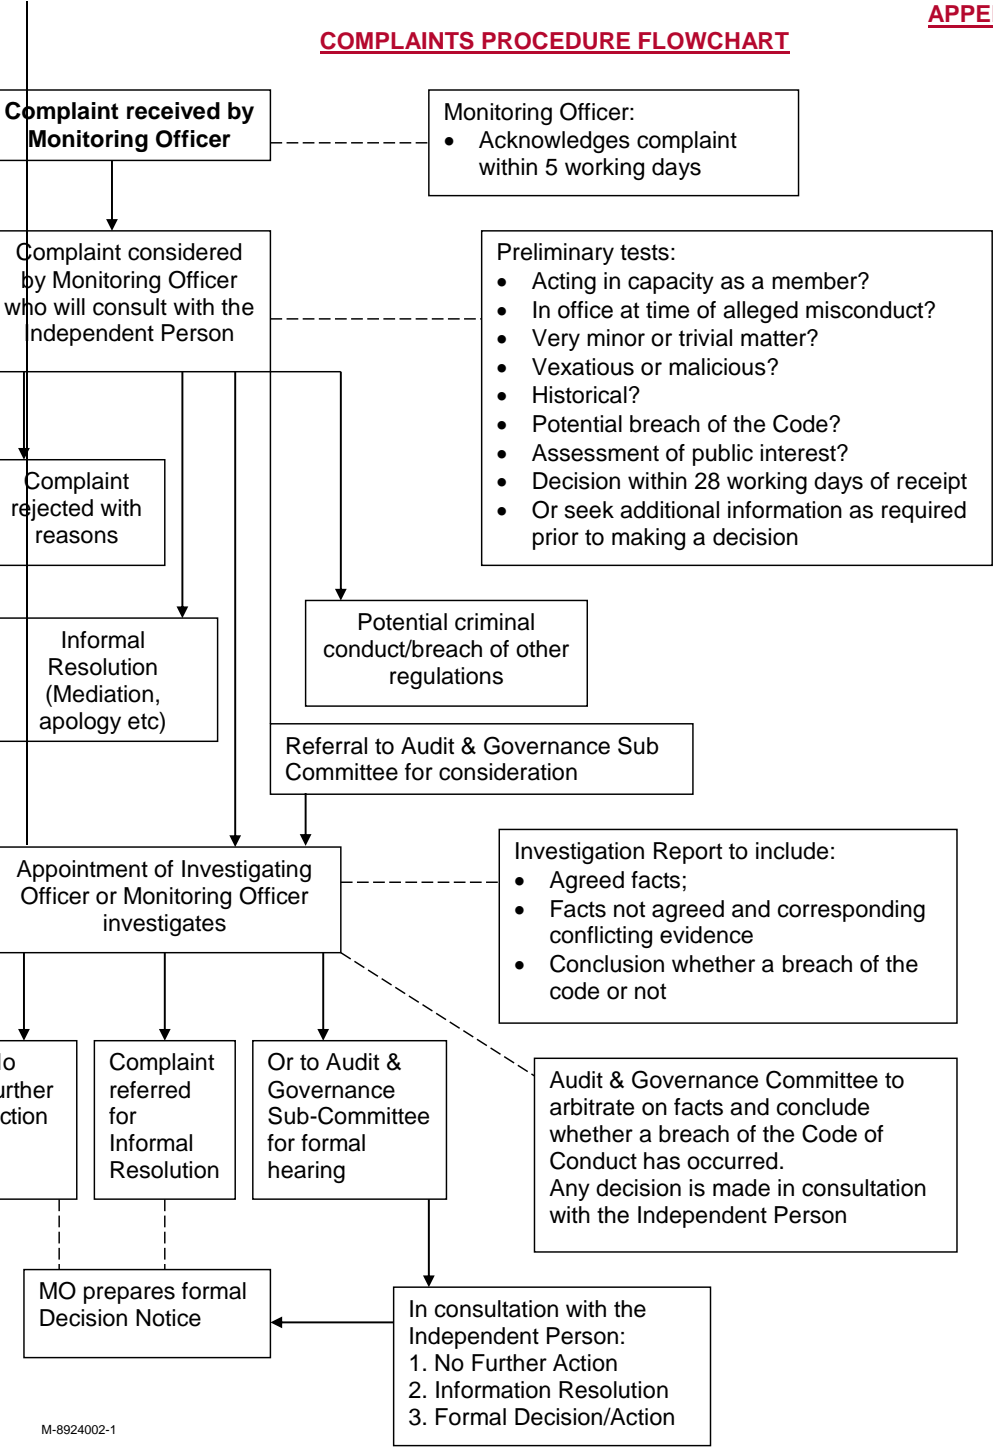 APPE
COMPLAINTS PROCEDURE FLOWCHART
Complaint received by
Monitoring Officer
Monitoring Officer:
• Acknowledges complaint
within 5 working days
Complaint considered
by Monitoring Officer
who will consult with the
Independent Person
Preliminary tests:
• Acting in capacity as a member?
• In office at time of alleged misconduct?
• Very minor or trivial matter?
• Vexatious or malicious?
• Historical?
• Potential breach of the Code?
• Assessment of public interest?
• Decision within 28 working days of receipt
• Or seek additional information as required
prior to making a decision
Complaint
rejected with
reasons
Informal
Resolution
(Mediation,
apology etc)
Potential criminal
conduct/breach of other
regulations
Referral to Audit & Governance Sub
Committee for consideration
Appointment of Investigating
Officer or Monitoring Officer
investigates
Investigation Report to include:
• Agreed facts;
• Facts not agreed and corresponding
conflicting evidence
• Conclusion whether a breach of the
code or not
lo
urther
ction
Complaint
referred
for
Informal
Resolution
Or to Audit &
Governance
Sub-Committee
for formal
hearing
Audit & Governance Committee to
arbitrate on facts and conclude
whether a breach of the Code of
Conduct has occurred.
Any decision is made in consultation
with the Independent Person
MO prepares formal
Decision Notice
In consultation with the
Independent Person:
1. No Further Action
2. Information Resolution
3. Formal Decision/Action
M-8924002-1